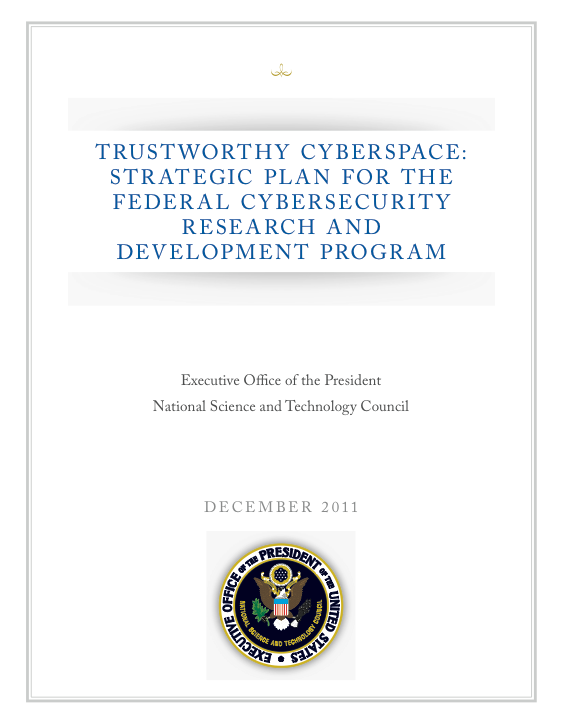 TRUSTWORTHY CYBERSPACE:
STRATEGIC PLAN FOR THE
FEDERAL CYBERSECURITY
RESEARCH AND
DEVELOPMENT PROGRAM
Executive Office of the President
National Science and Technology Council
DECEMBER 2011
EXECUTIVE OFFICE OF THE PRESIDENT OF THE UNITED STATES
NATIONAL SCIENCE AND TECHNOLOGY COUNCIL